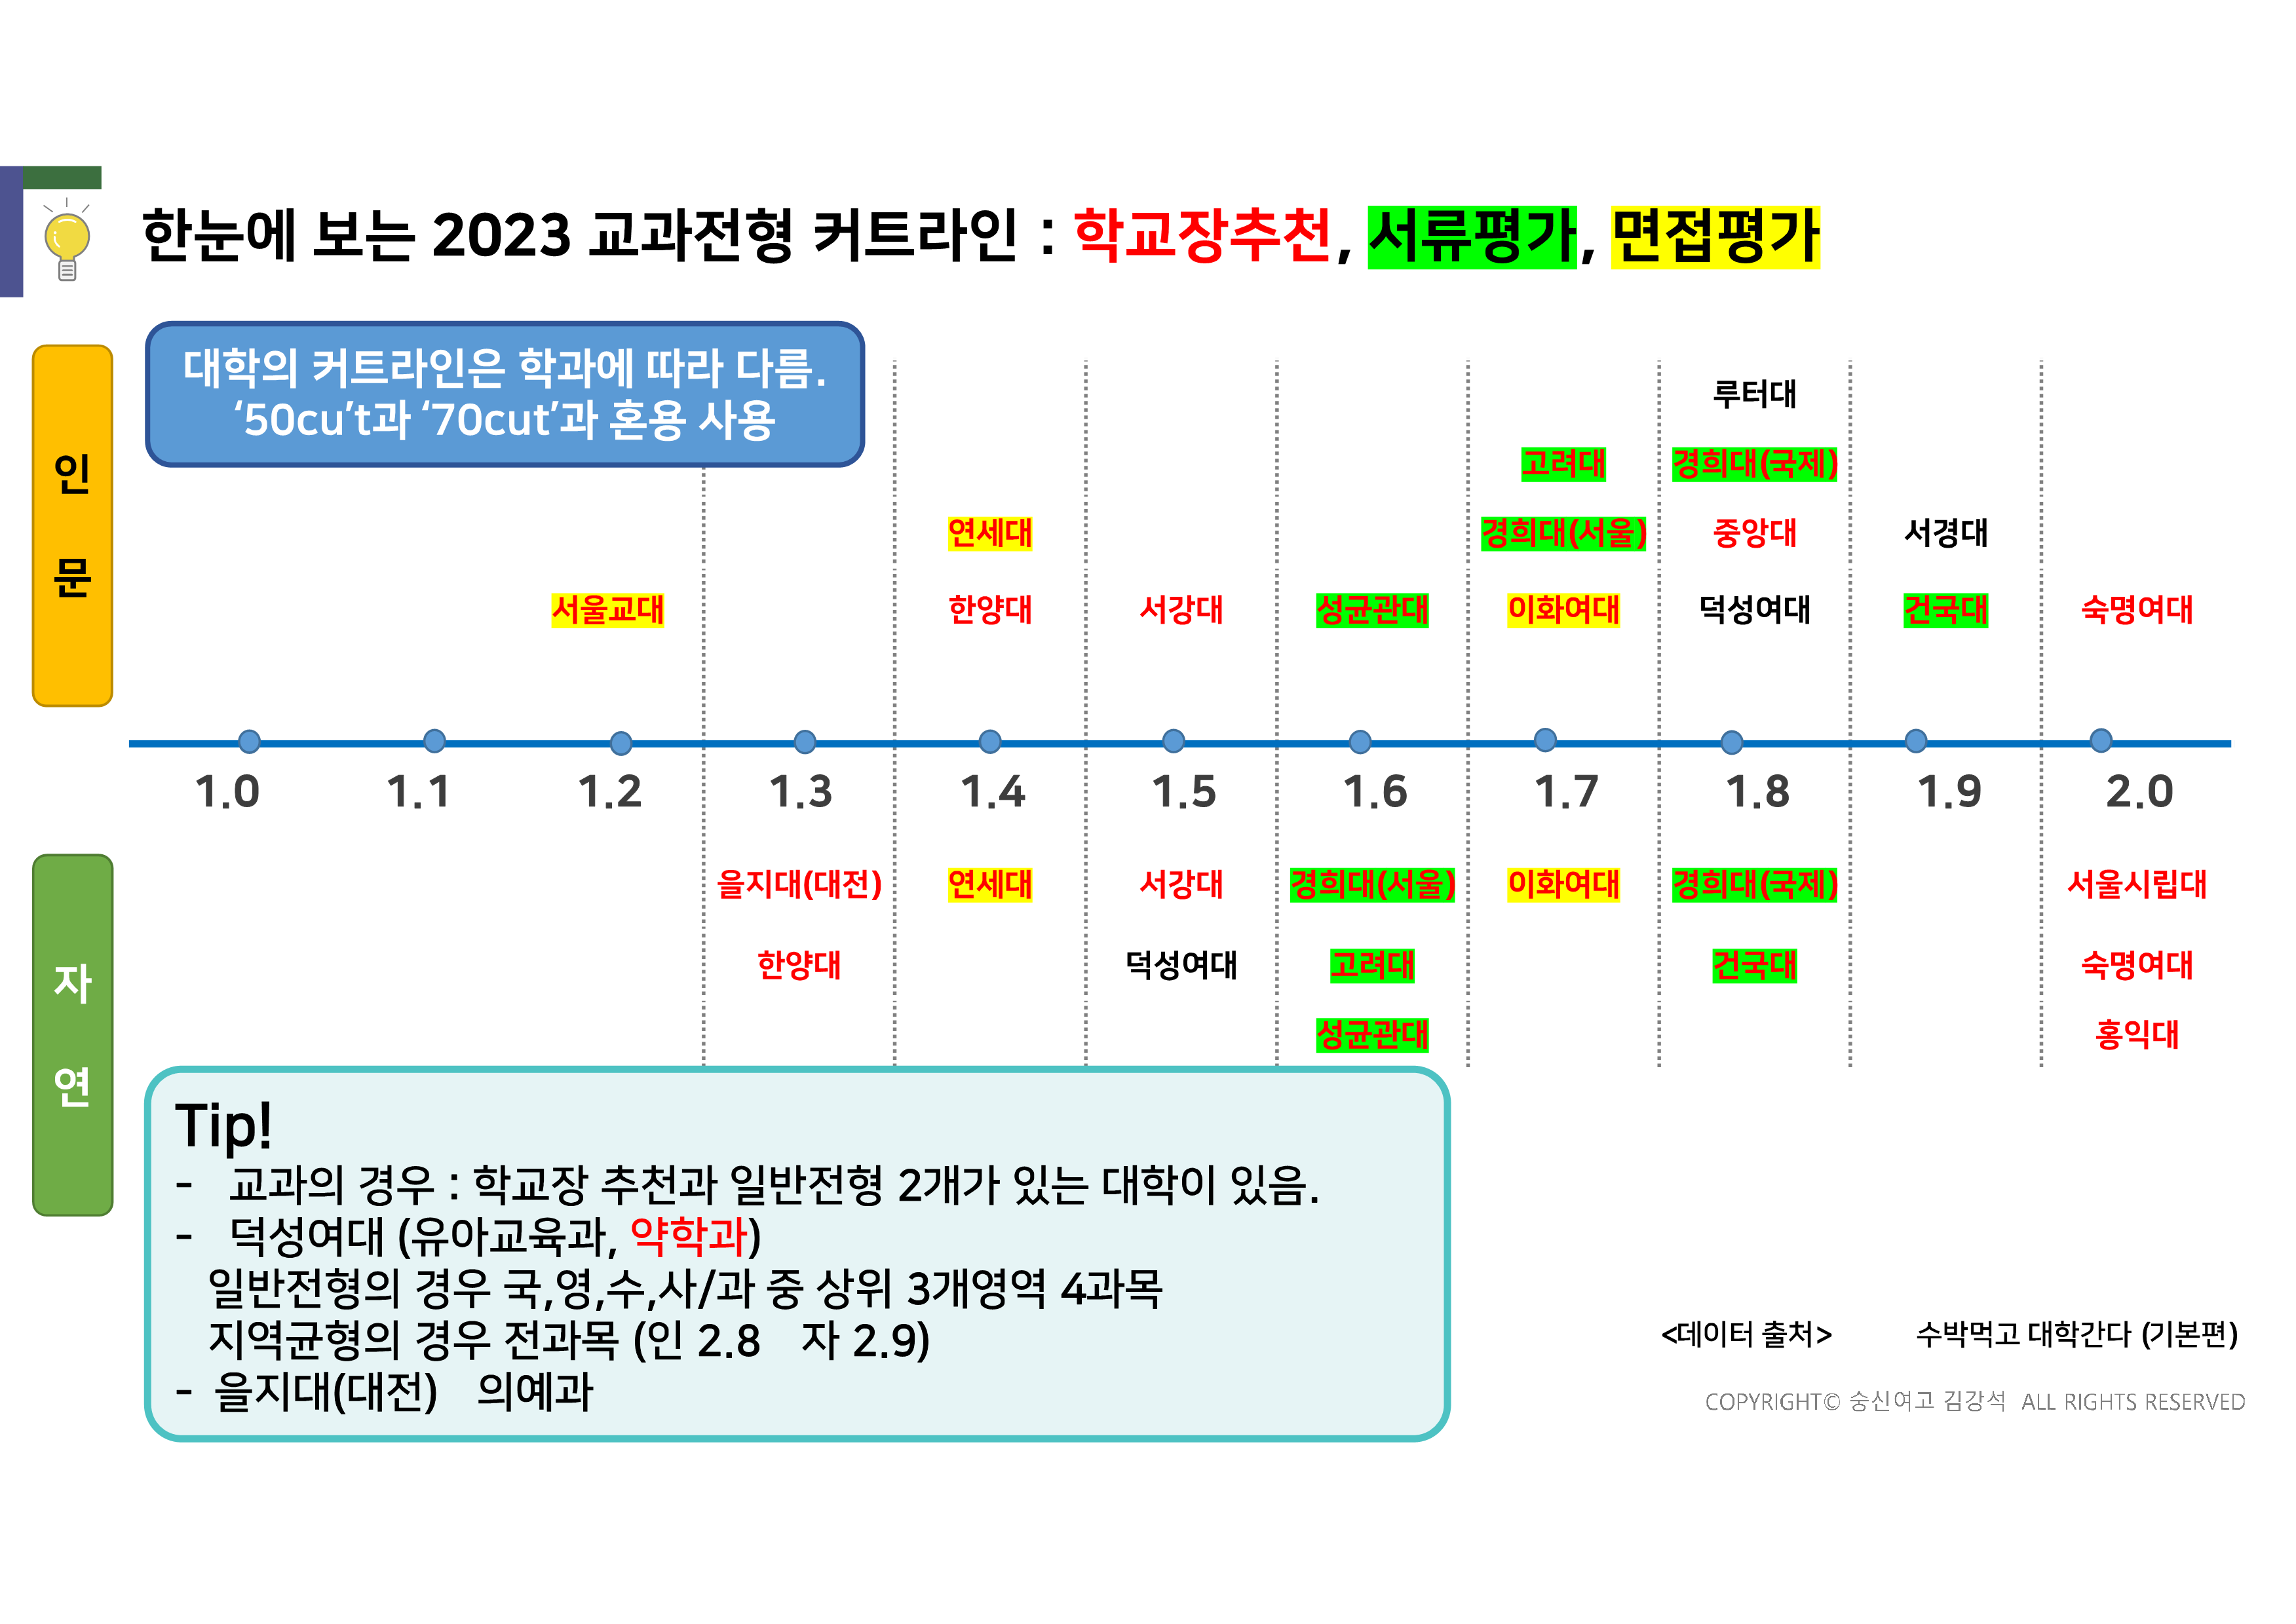 한눈에 보는 2023 교과전형 커트라인 : 학교장추천, 서류평가, 면접평가
대학의 커트라인은 학과에 따라 다름.
‘50cu’t과 ‘70cut’과 혼용 사용
인
문
루터대
고려대 경희대(국제)
연세대 경희대(서울) 중앙대 서경대
서울교대 한양대 서강대 성균관대 이화여대 덕성여대 건국대 숙명여대
1.0 1.1 1.2 1.3 1.4 1.5 1.6 1.7 1.8 1.9 2.0
자
연
을지대(대전) 연세대 서강대 경희대(서울) 이화여대 경희대(국제) 서울시립대
한양대 덕성여대 고려대 건국대 숙명여대
성균관대 홍익대
Tip!
- 교과의 경우 : 학교장 추천과 일반전형 2개가 있는 대학이 있음.
- 덕성여대 (유아교육과, 약학과)
일반전형의 경우 국,영,수,사/과 중 상위 3개영역 4과목
지역균형의 경우 전과목 (인 2.8 자 2.9)
- 을지대(대전) 의예과
<데이터 출처> 수박먹고 대학간다 (기본편)
COPYRIGHT© 숭신여고 김강석 ALL RIGHTS RESERVED